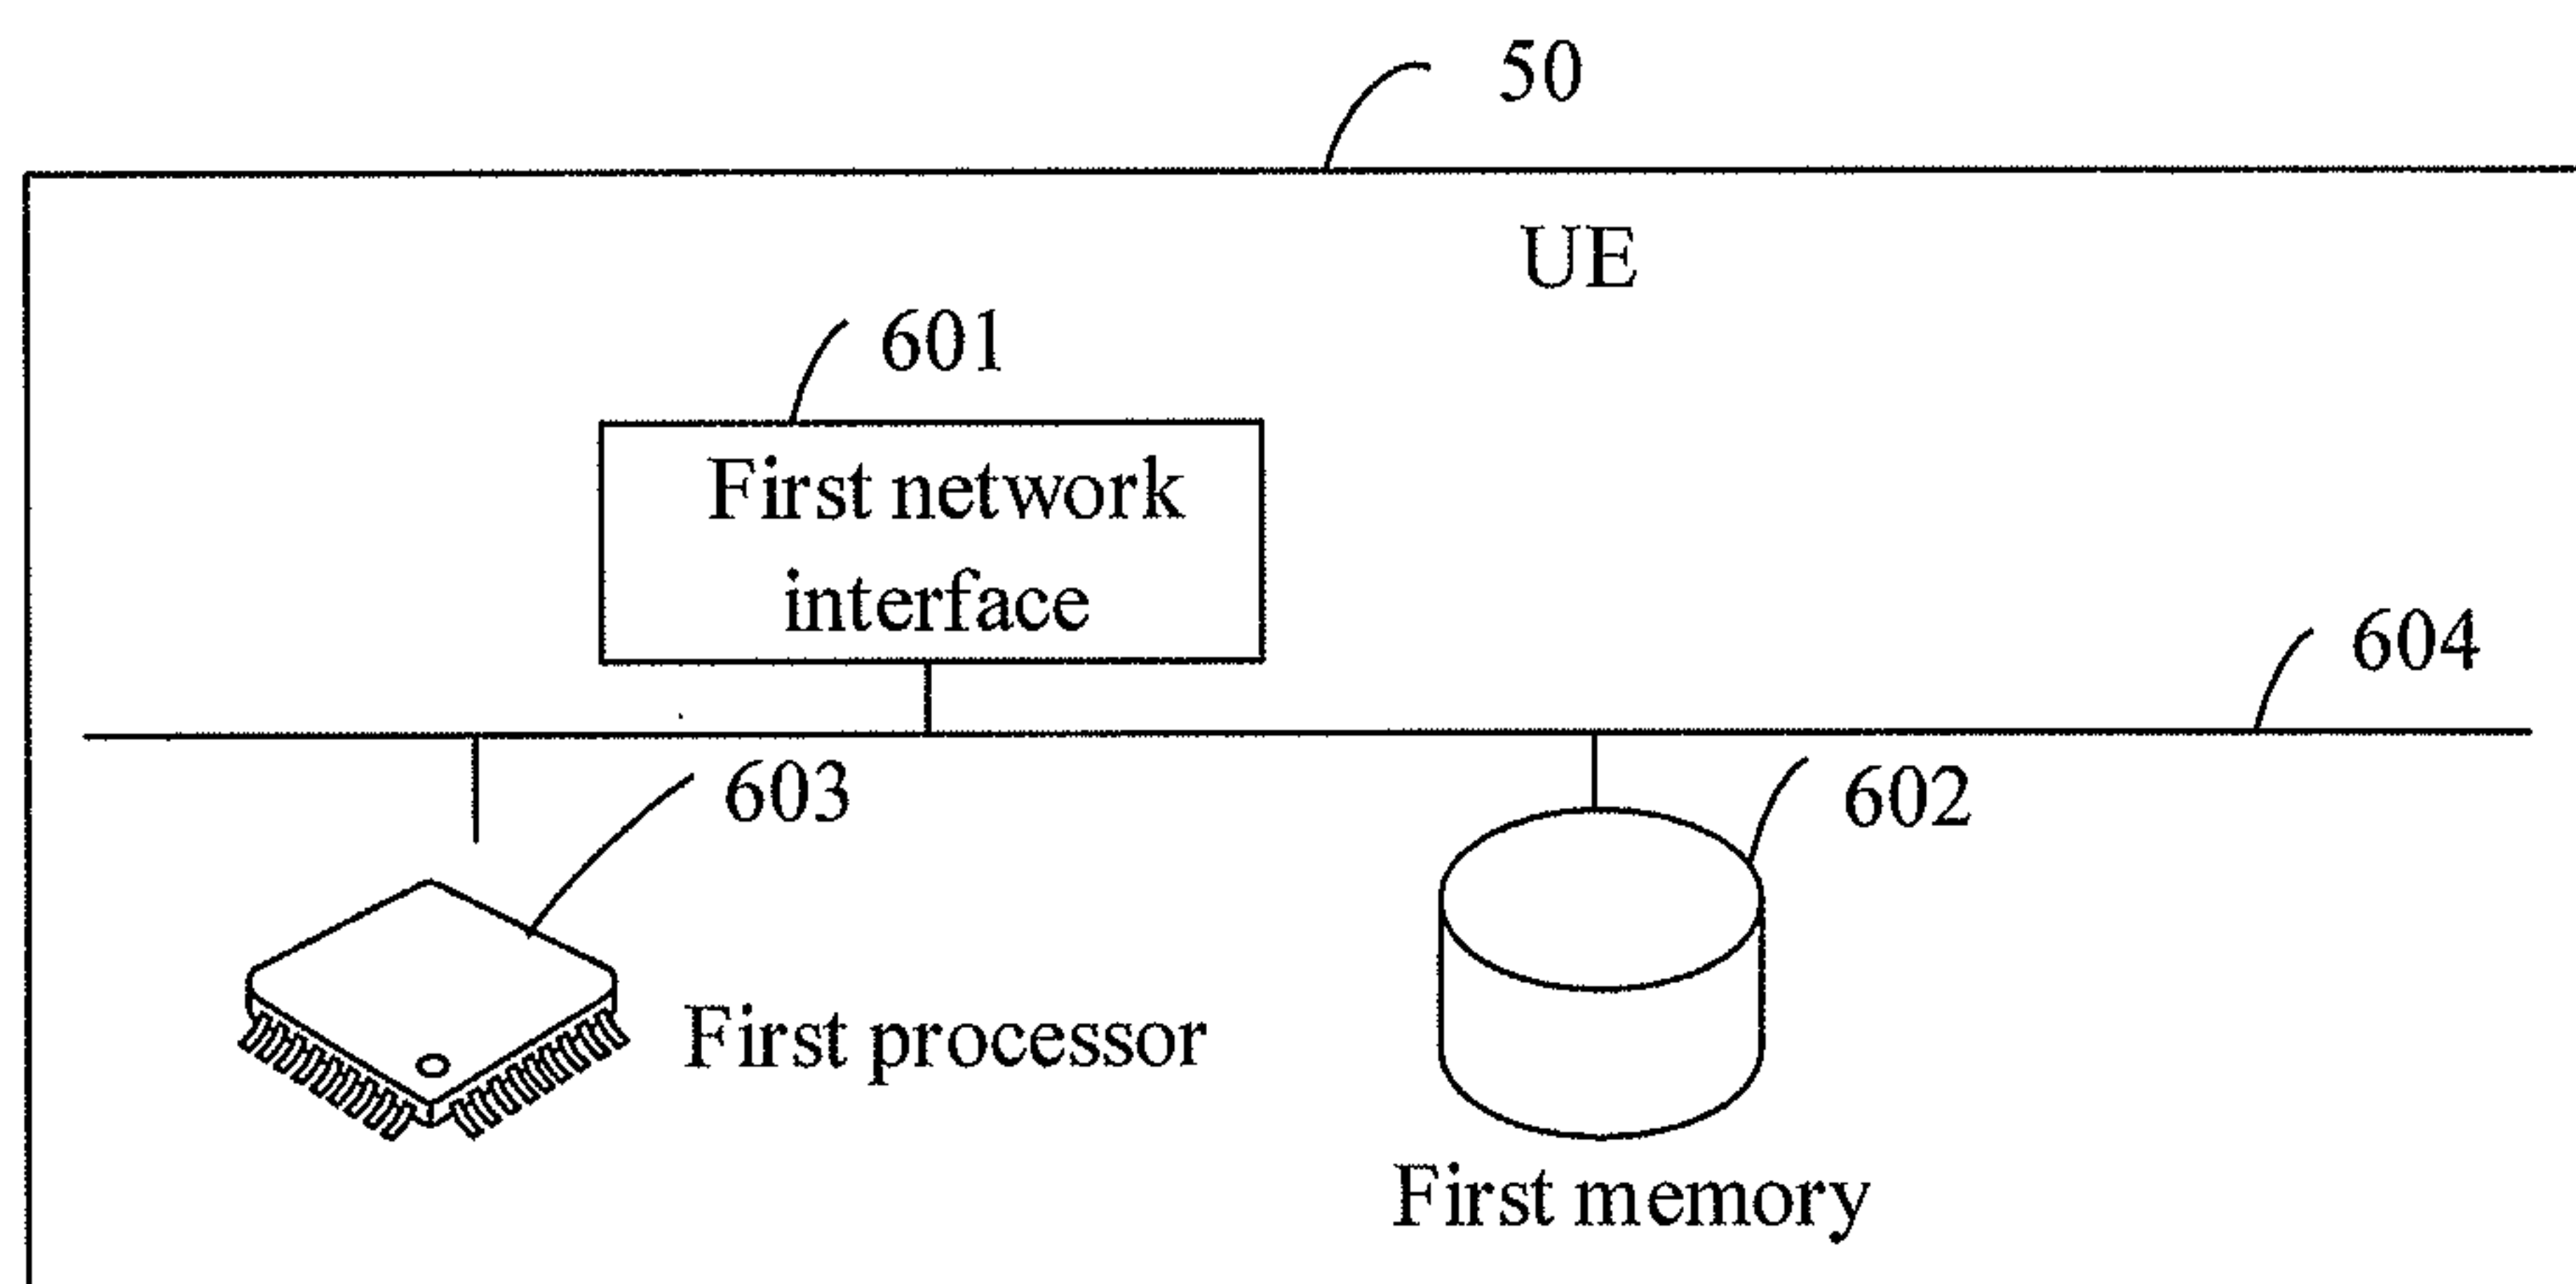 50
UE
601
First network
interface
604
603
602
First processor
First memory